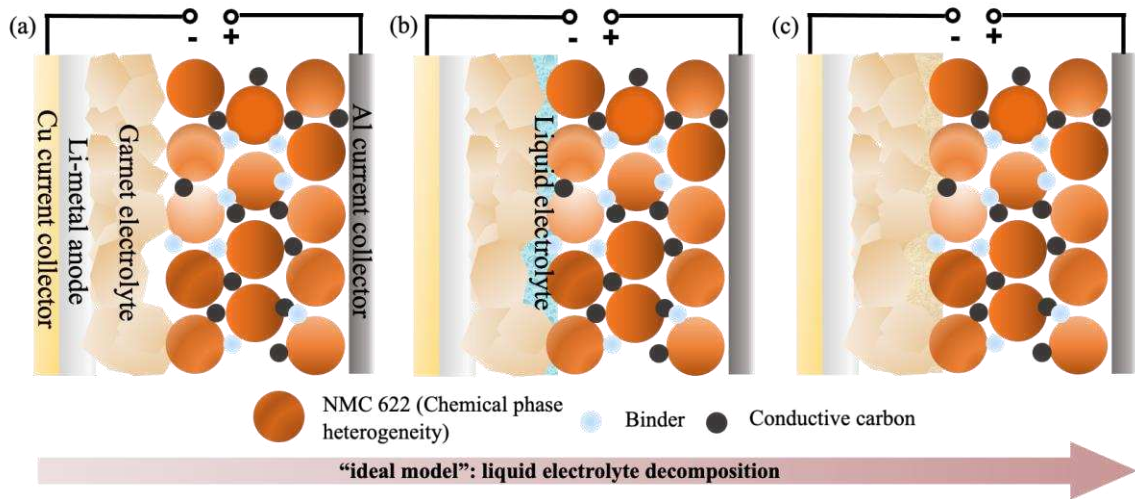 (a)
(b)
(c)
- +
- +
- +
Cu current collector
Li-metal anode
Garnet electrolyte
Al current collector
Liquid electrolyte
NMC 622 (Chemical phase
heterogeneity)
Binder
Conductive carbon
“ideal model”: liquid electrolyte decomposition